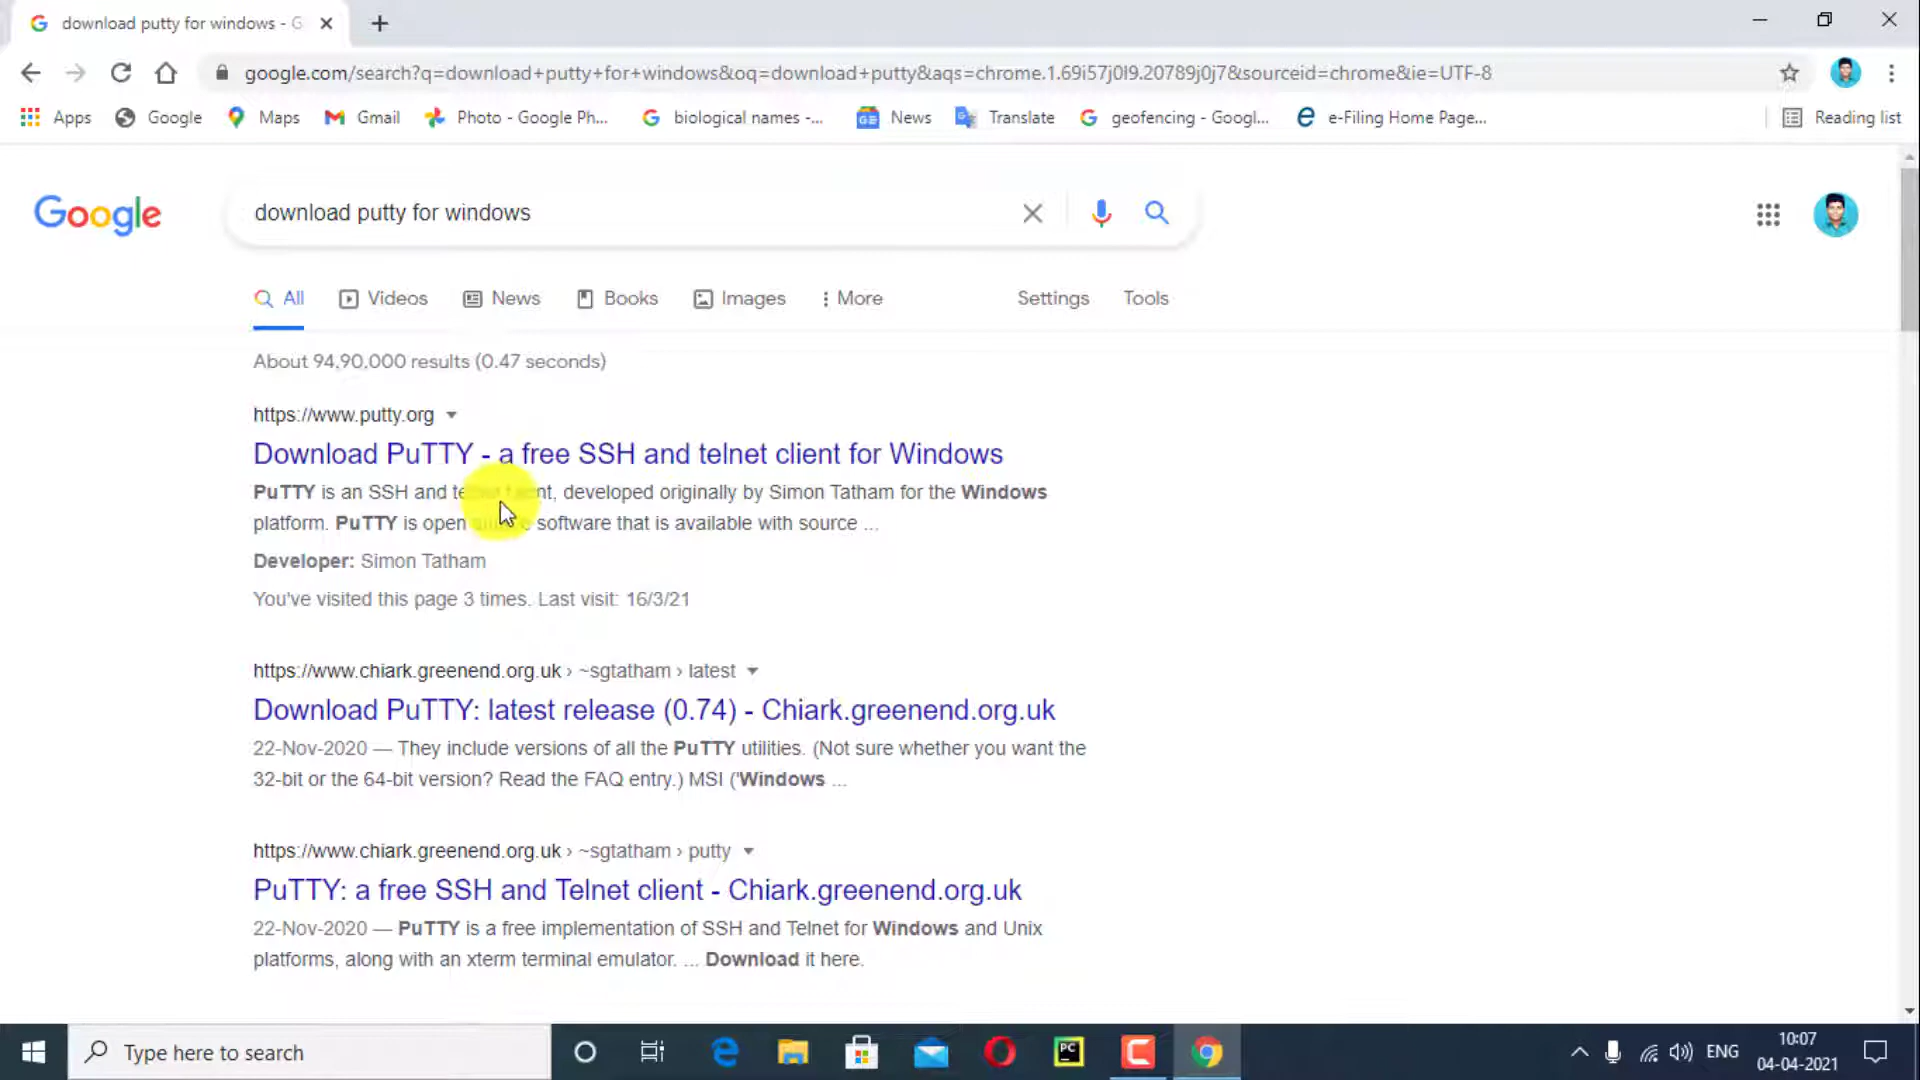 download putty for windows - G
google.com/search?q=download+putty+for+windows&oq=download+putty&aqs=chrome.1.69i57j0l9.20789j0j7&sourceid=chrome&ie=UTF-8
Apps Google Maps Gmail Photo - Google Ph... biological names -... News Translate geofencing - Googl... e-Filing Home Page... Reading list
Google download putty for windows
All Videos News Books Images More Settings Tools
About 94,90,000 results (0.47 seconds)
https://www.putty.org
Download PuTTY - a free SSH and telnet client for Windows
PuTTY is an SSH and telnet client, developed originally by Simon Tatham for the Windows
platform. PuTTY is open source software that is available with source ...
Developer: Simon Tatham
You've visited this page 3 times. Last visit: 16/3/21
https://www.chiark.greenend.org.uk › ~sgtatham › latest
Download PuTTY: latest release (0.74) - Chiark.greenend.org.uk
22-Nov-2020 — They include versions of all the PuTTY utilities. (Not sure whether you want the
32-bit or the 64-bit version? Read the FAQ entry.) MSI ('Windows ...
https://www.chiark.greenend.org.uk › ~sgtatham › putty
PuTTY: a free SSH and Telnet client - Chiark.greenend.org.uk
22-Nov-2020 — PuTTY is a free implementation of SSH and Telnet for Windows and Unix
platforms, along with an xterm terminal emulator. ... Download it here.
Type here to search
PC
ENG
10:07
04-04-2021